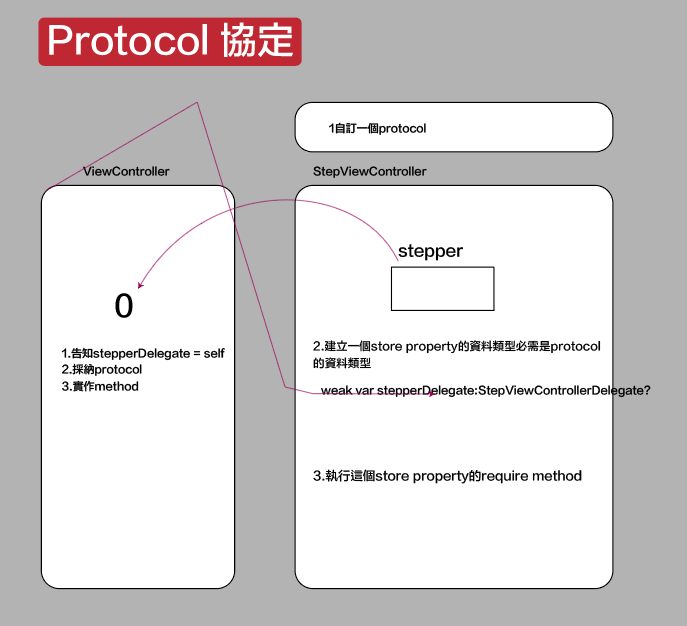 Protocol 協定
1自訂一個protocol
ViewController
StepViewController
stepper
0
1.告知stepperDelegate = self
2.採納protocol
3.實作method
2.建立一個store property的資料類型必需是protocol
的資料類型
weak var stepperDelegate:StepViewControllerDelegate?
3.執行這個store property的require method